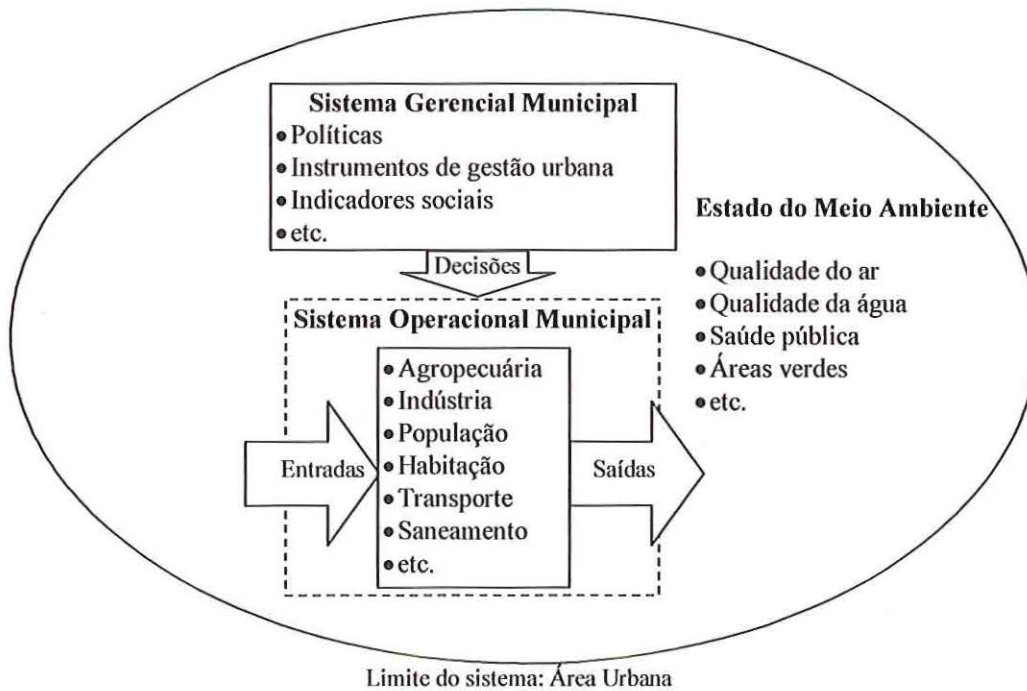 Sistema Gerencial Municipal
• Políticas
• Instrumentos de gestão urbana
• Indicadores sociais
• etc.
Decisões
Sistema Operacional Municipal
Entradas
• Agropecuária
• Indústria
• População
• Habitação
• Transporte
• Saneamento
• etc.
Saídas
Estado do Meio Ambiente
• Qualidade do ar
• Qualidade da água
• Saúde pública
• Áreas verdes
• etc.
Limite do sistema: Área Urbana